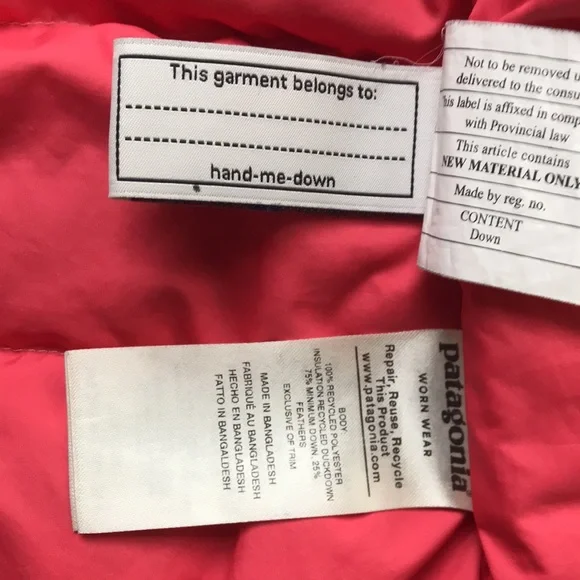 This garment belongs to:
hand-me-down
Not to be removed
delivered to the
label is affixed in
with Provincial law
This article contains
NEW MATERIAL ONLY
Made by reg. no.
CONTENT
Down
patagonia
WORN WEAR
Repair, Reuse, Recycle
This Product
www.patagonia.com
BODY
100% RECYCLED POLYESTER
INSULATION RECYCLED DUCKDOWN
75% MINIMUM DOWN, 25%
FEATHERS
EXCLUSIVE OF TRIM
MADE IN BANGLADESH
FABRIQUÉ AU BANGLADESH
HECHO EN BANGLADESH
FATTO IN BANGALDESH